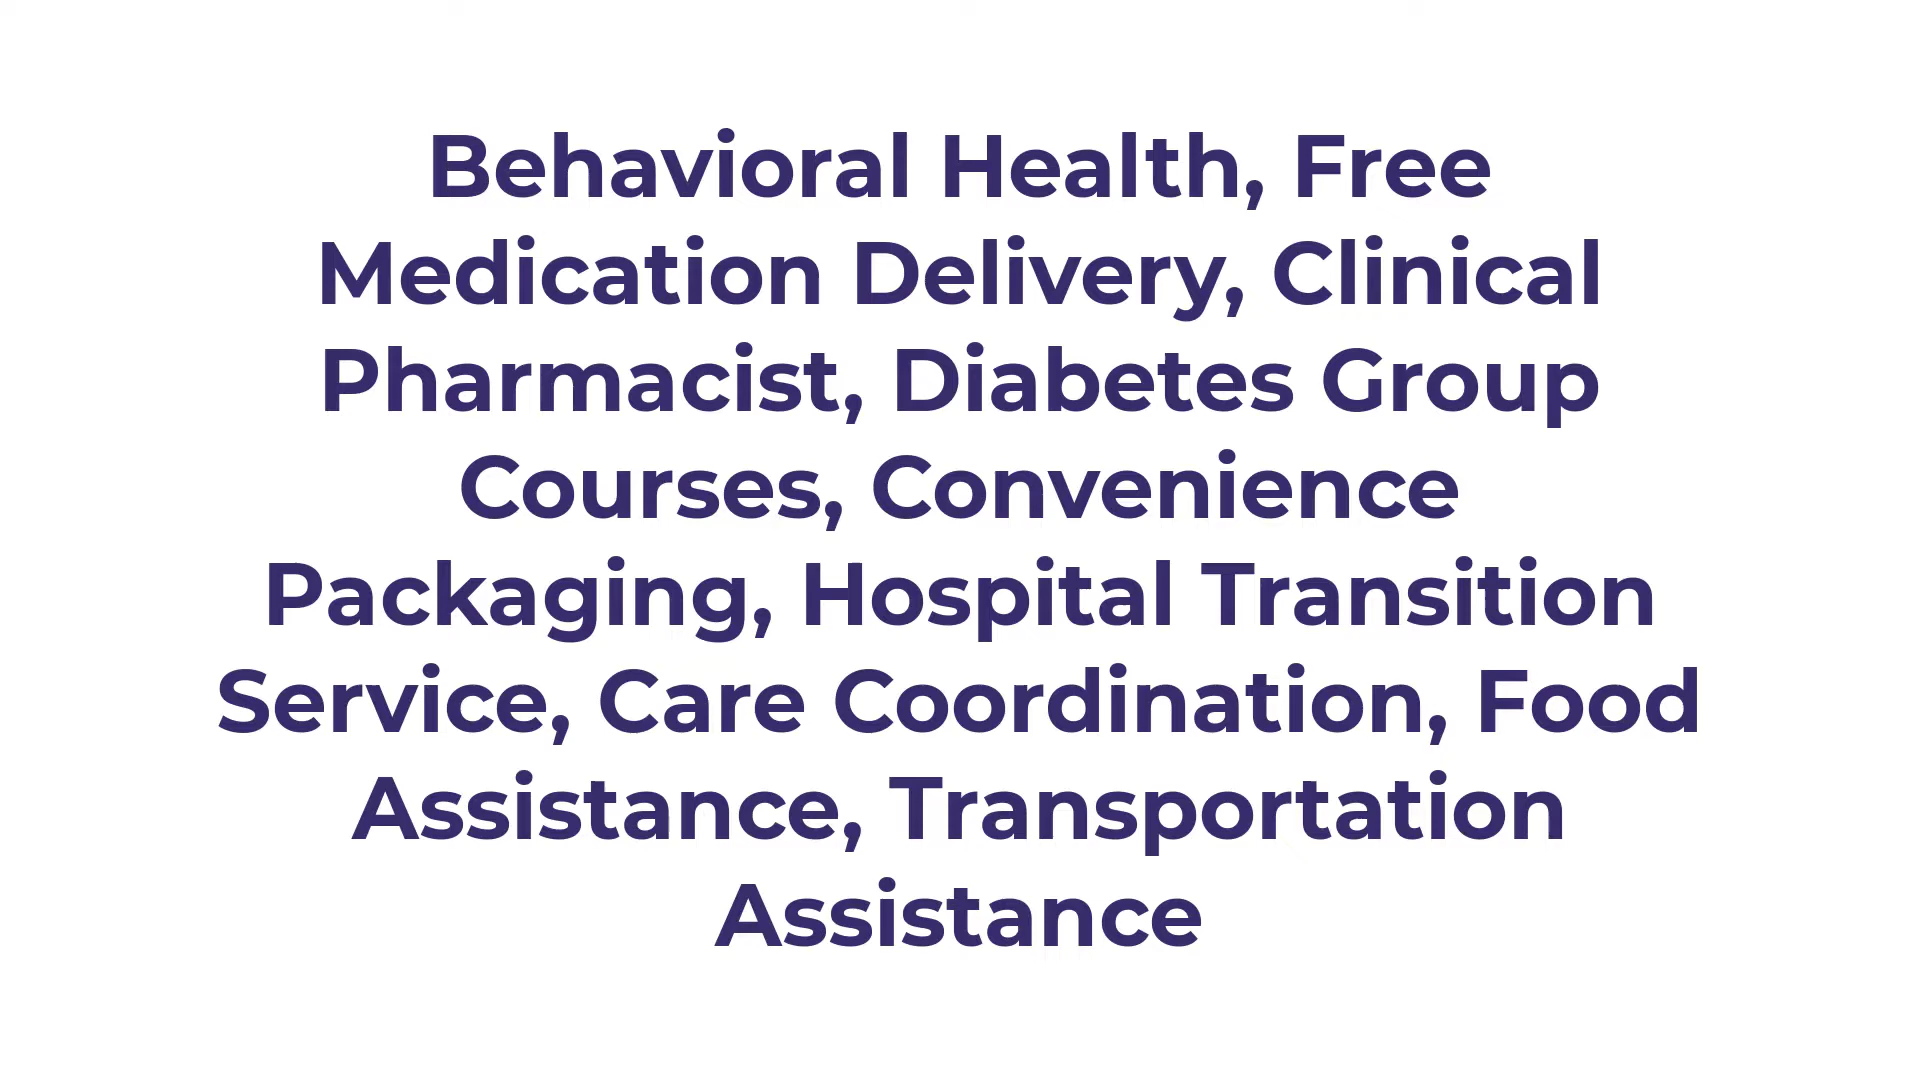 Behavioral Health, Free
Medication Delivery, Clinical
Pharmacist, Diabetes Group
Courses, Convenience
Packaging, Hospital Transition
Service, Care Coordination, Food
Assistance, Transportation
Assistance